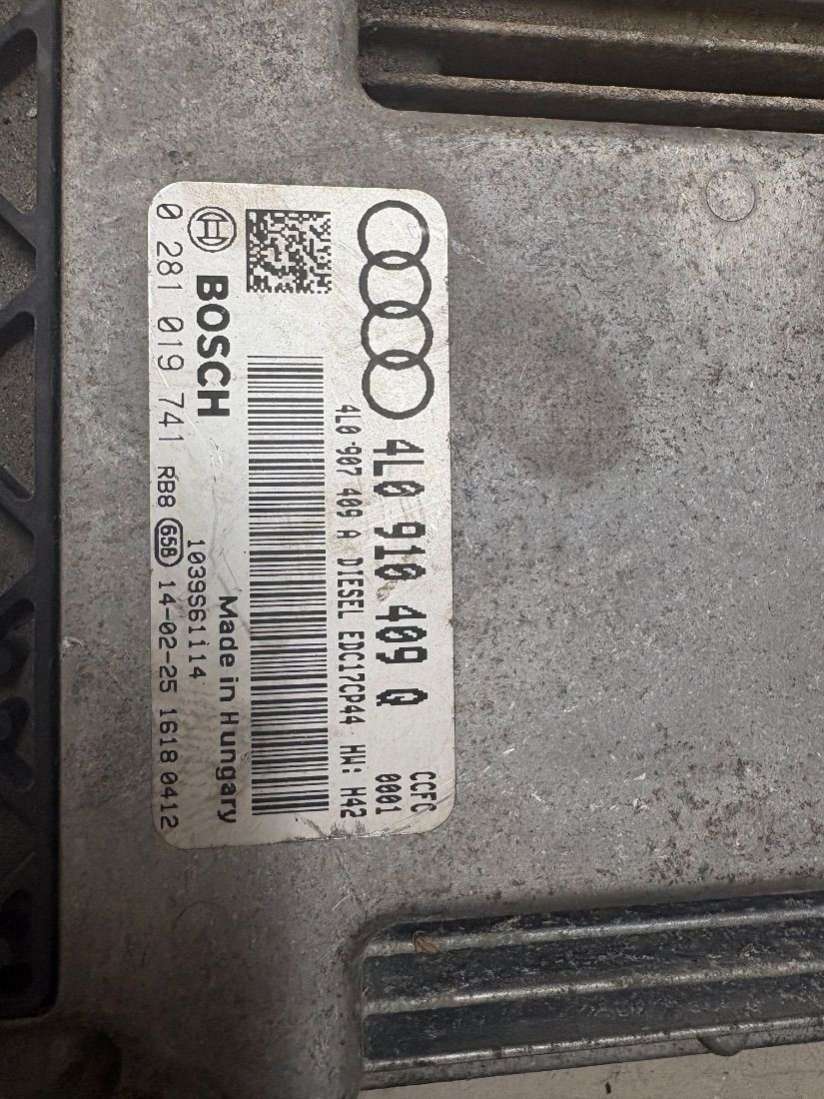 4L0 910 409 Q
CCFC
0001
4L0 907 409 A DIESEL EDC17CP44 HW: H42
BOSCH
Made in Hungary
1039S61114
0 281 019 741 RB8 65B 14-02-25 1618 0412